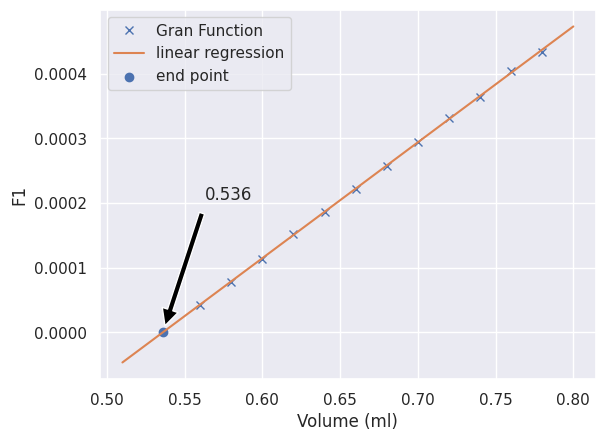 Gran Function
linear regression
end point
0.0004
0.0003
0.0002
0.0001
0.0000
F1
0.536
0.50 0.55 0.60 0.65 0.70 0.75 0.80
Volume (ml)